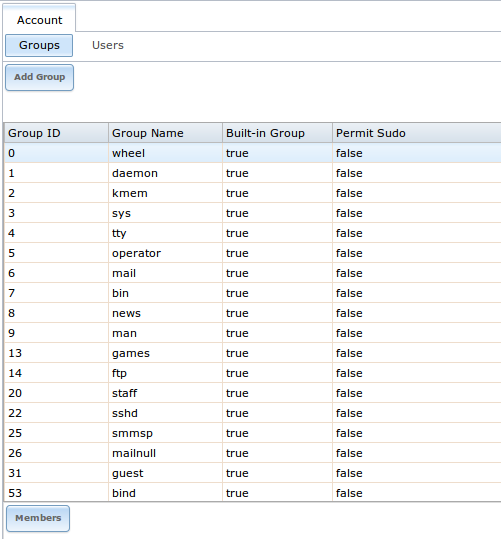 Account
Groups Users
Add Group
Group ID Group Name Built-in Group Permit Sudo
0 wheel true false
1 daemon true false
2 kmem true false
3 sys true false
4 tty true false
5 operator true false
6 mail true false
7 bin true false
8 news true false
9 man true false
13 games true false
14 ftp true false
20 staff true false
22 sshd true false
25 smmsp true false
26 mailnull true false
31 guest true false
53 bind true false
Members